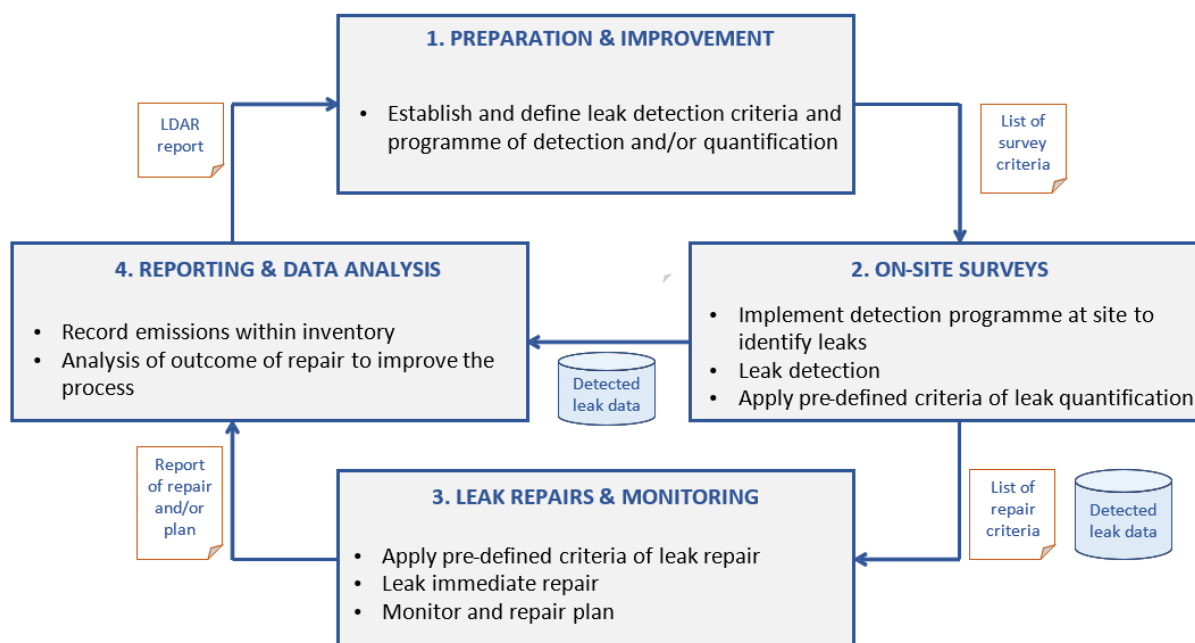 1. PREPARATION & IMPROVEMENT
• Establish and define leak detection criteria and
programme of detection and/or quantification
LDAR
report
List of
survey
criteria
4. REPORTING & DATA ANALYSIS
• Record emissions within inventory
• Analysis of outcome of repair to improve the
process
2. ON-SITE SURVEYS
• Implement detection programme at site to
identify leaks
• Leak detection
• Apply pre-defined criteria of leak quantification
Detected
leak data
Report
of repair
and/or
plan
3. LEAK REPAIRS & MONITORING
• Apply pre-defined criteria of leak repair
• Leak immediate repair
• Monitor and repair plan
List of
repair
criteria
Detected
leak data